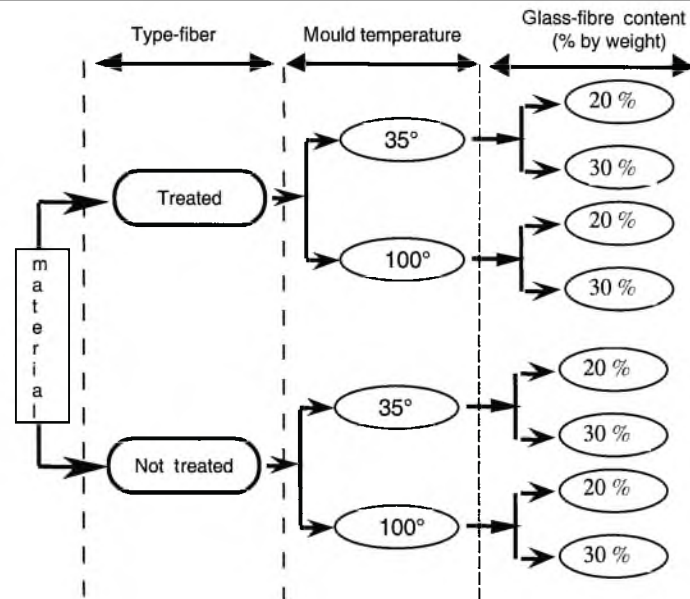 Type-fiber
Mould temperature
Glass-fibre content
(% by weight)
material
Treated
35°
20 %
30 %
100°
20 %
30 %
Not treated
35°
20 %
30 %
100°
20 %
30 %